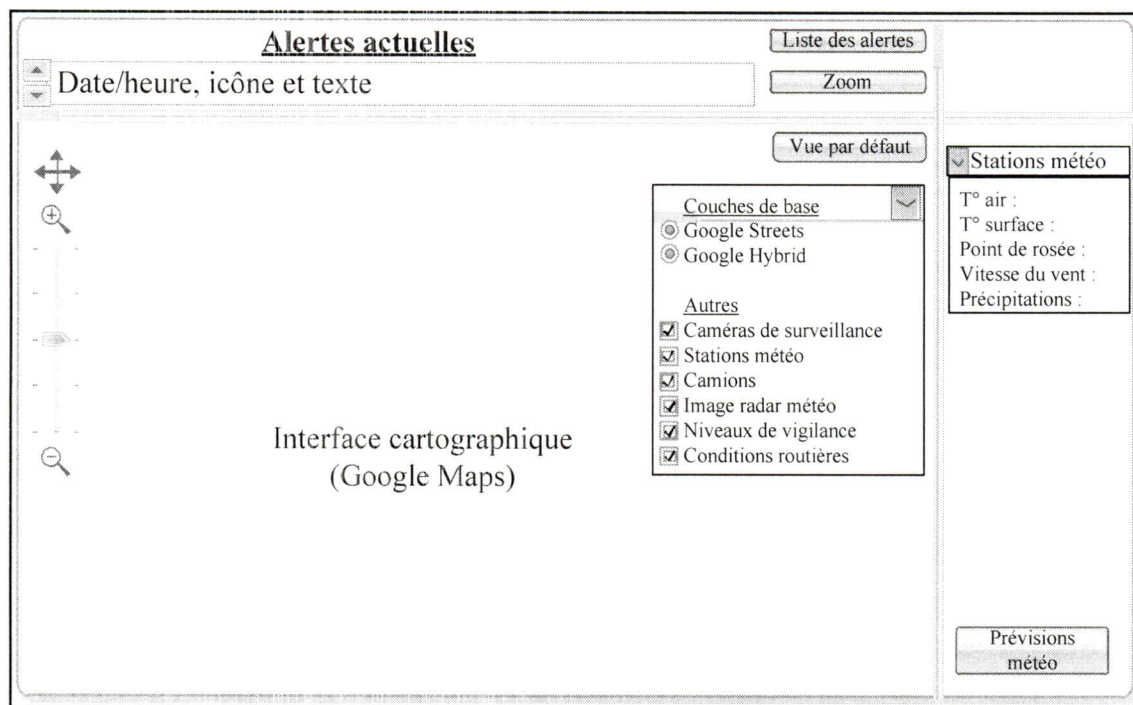 Alertes actuelles
Liste des alertes
Date/heure, icône et texte
Zoom
Vue par défaut
Stations météo
Couches de base
Google Streets
Google Hybrid
Autres
Caméras de surveillance
Stations météo
Camions
Image radar météo
Niveaux de vigilance
Conditions routières
T° air :
T° surface :
Point de rosée :
Vitesse du vent :
Précipitations :
Interface cartographique
(Google Maps)
Prévisions
météo